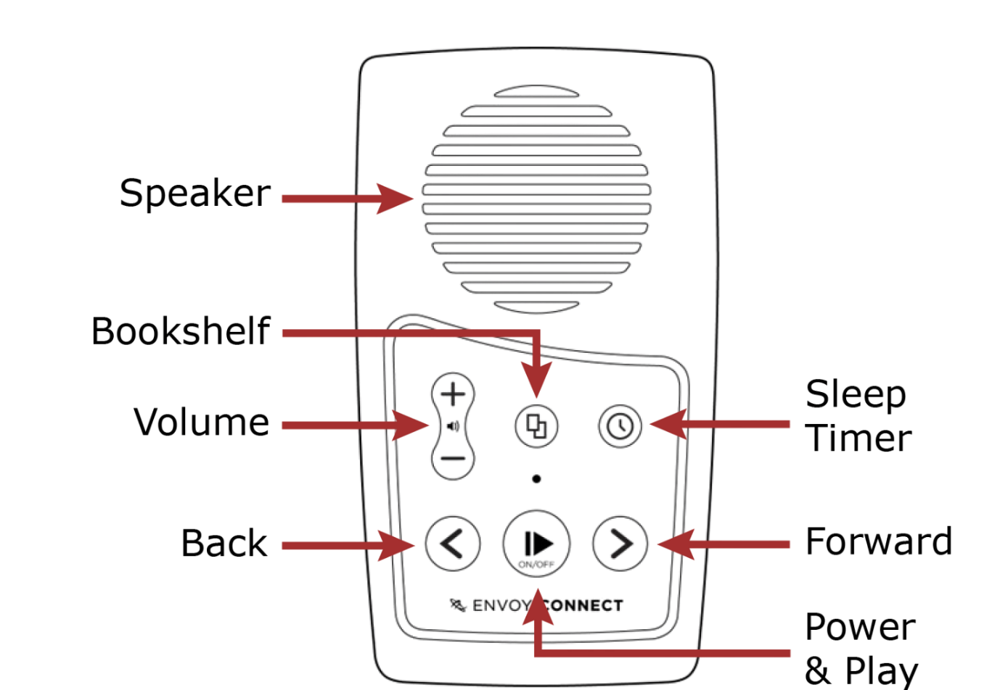 Speaker
Bookshelf
Volume
Sleep
Timer
Back
Forward
ON/OFF
ENVOY CONNECT
Power
& Play